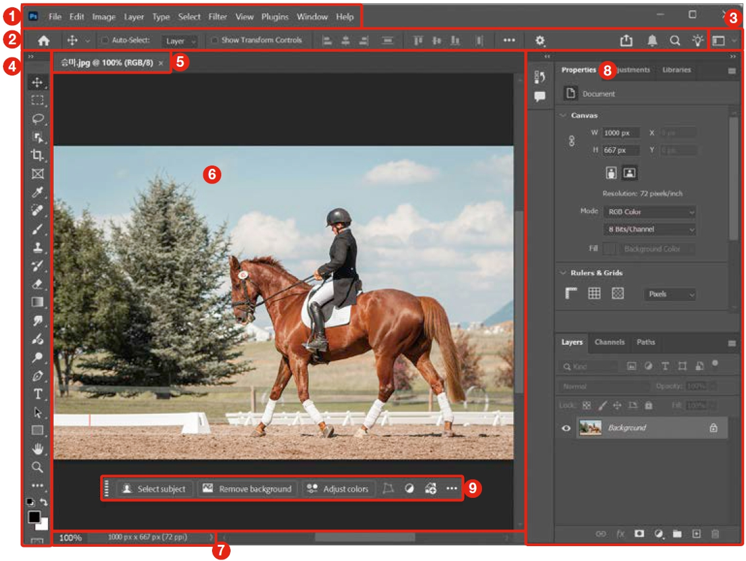 1
Ps File Edit Image Layer Type Select Filter View Plugins Window Help
3
2
Auto-Select: Layer Show Transform Controls
4
승마.jpg @ 100% (RGB/8) ×
5
Properties 8 Adjustments Libraries
Document
Canvas
W 1000 px X 0 px
H 667 px Y 0 px
6
Resolution: 72 pixels/inch
Mode RGB Color
8 Bits/Channel
Fill Background Color
Rulers & Grids
Pixels
Layers Channels Paths
Kind
Normal Opacity: 100%
Lock: Fill: 100%
Background
Select subject Remove background Adjust colors
9
100% 1000 px x 667 px (72 ppi)
7